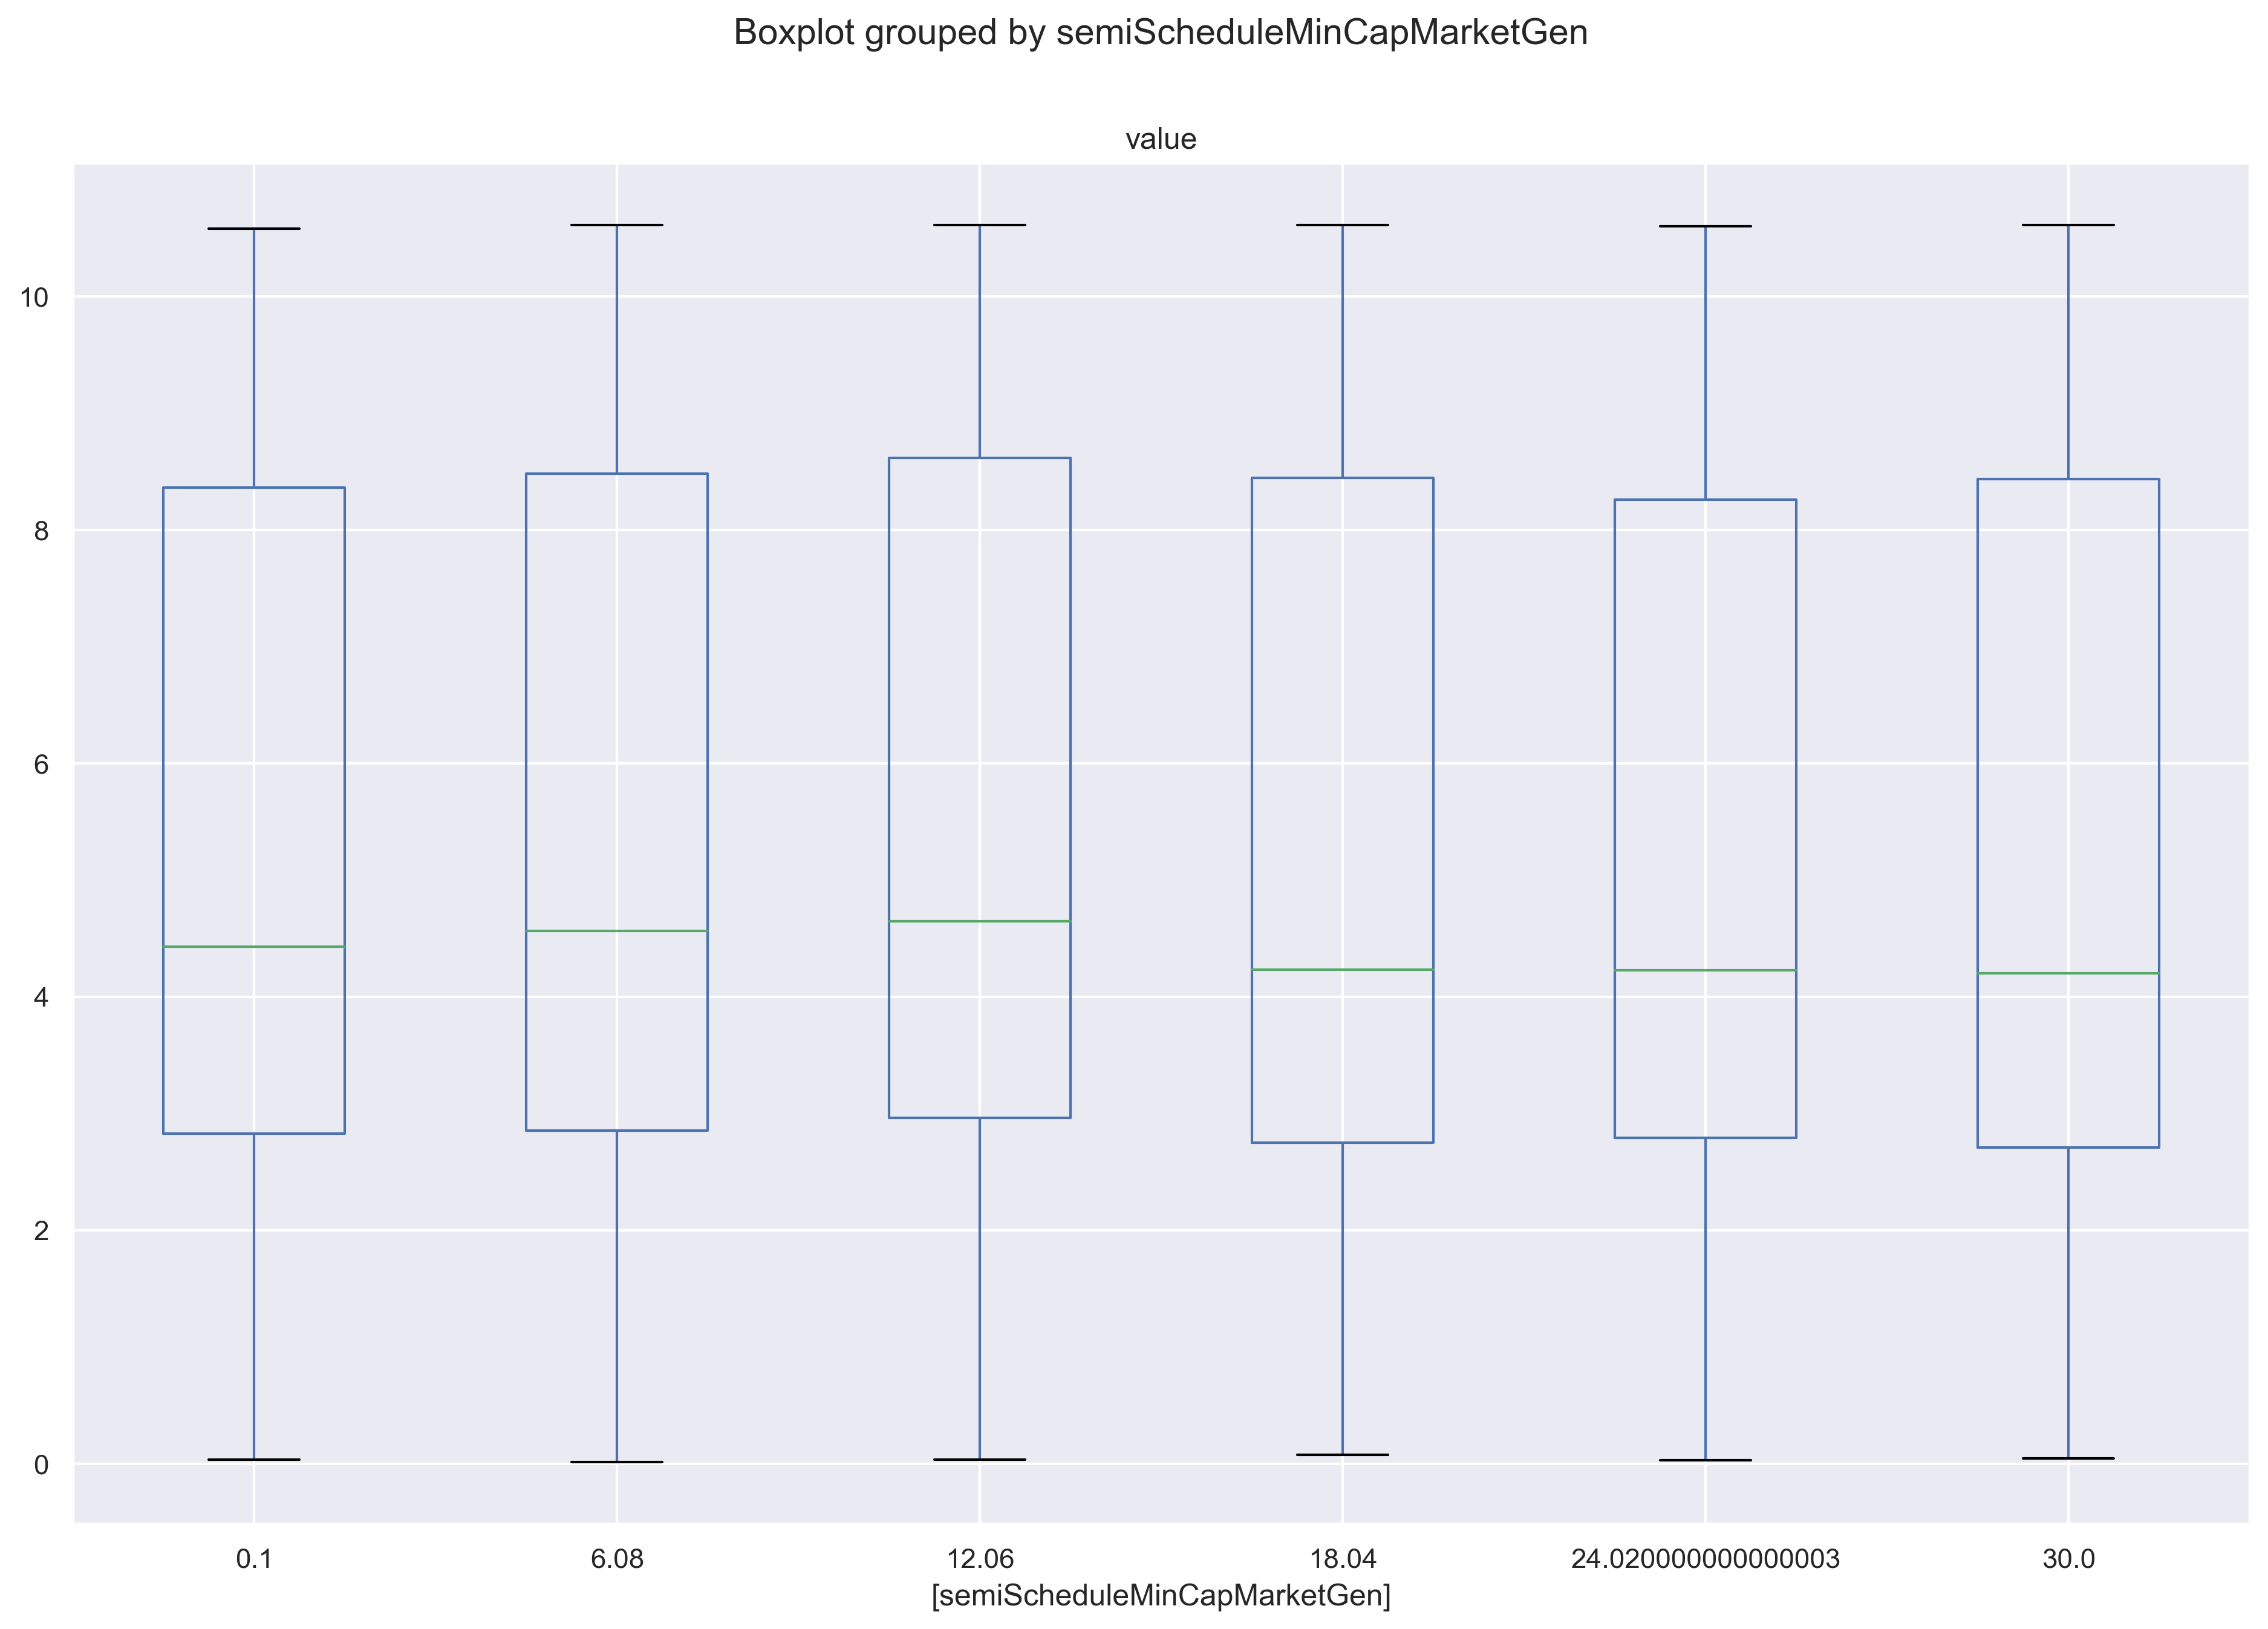 Boxplot grouped by semiScheduleMinCapMarketGen
value
10
8
6
4
2
0
0.1 6.08 12.06 18.04 24.020000000000003 30.0
[semiScheduleMinCapMarketGen]